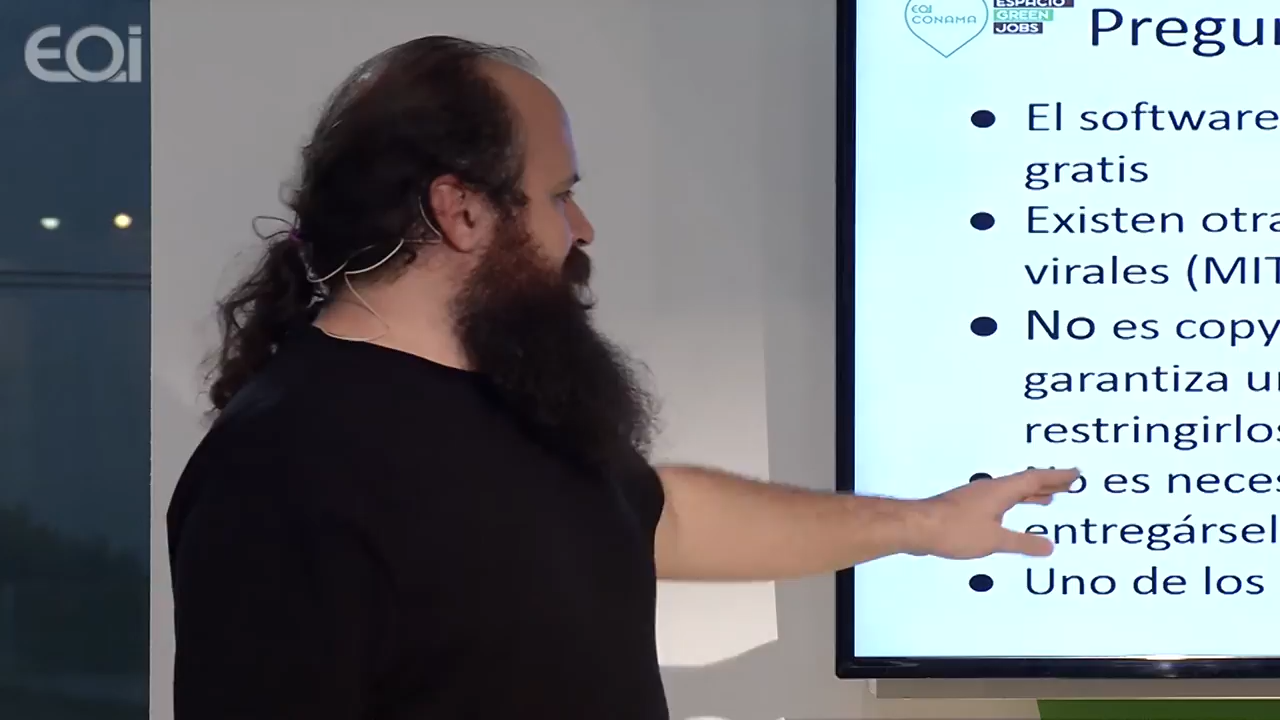 EOi
EOI
CONAMA
ESPACIO
GREEN
JOBS
Pregun
El software
gratis
Existen otra
virales (MIT
No es copy
garantiza u
restringirlos
es neces
entregársel
Uno de los